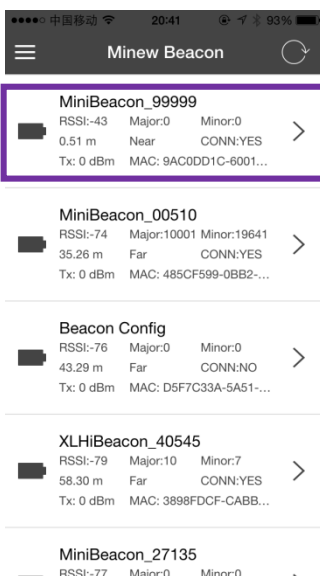 中国移动 20:41 93%
Minew Beacon
MiniBeacon_99999
RSSI:-43 Major:0 Minor:0
0.51 m Near CONN:YES
Tx: 0 dBm MAC: 9AC0DD1C-6001...
MiniBeacon_00510
RSSI:-74 Major:10001 Minor:19641
35.26 m Far CONN:YES
Tx: 0 dBm MAC: 485CF599-0BB2-...
Beacon Config
RSSI:-76 Major:0 Minor:0
43.29 m Far CONN:NO
Tx: 0 dBm MAC: D5F7C33A-5A51-...
XLHiBeacon_40545
RSSI:-79 Major:10 Minor:7
58.30 m Far CONN:YES
Tx: 0 dBm MAC: 3898FDCF-CABB...
MiniBeacon_27135
RSSI:-77 Major:0 Minor:0